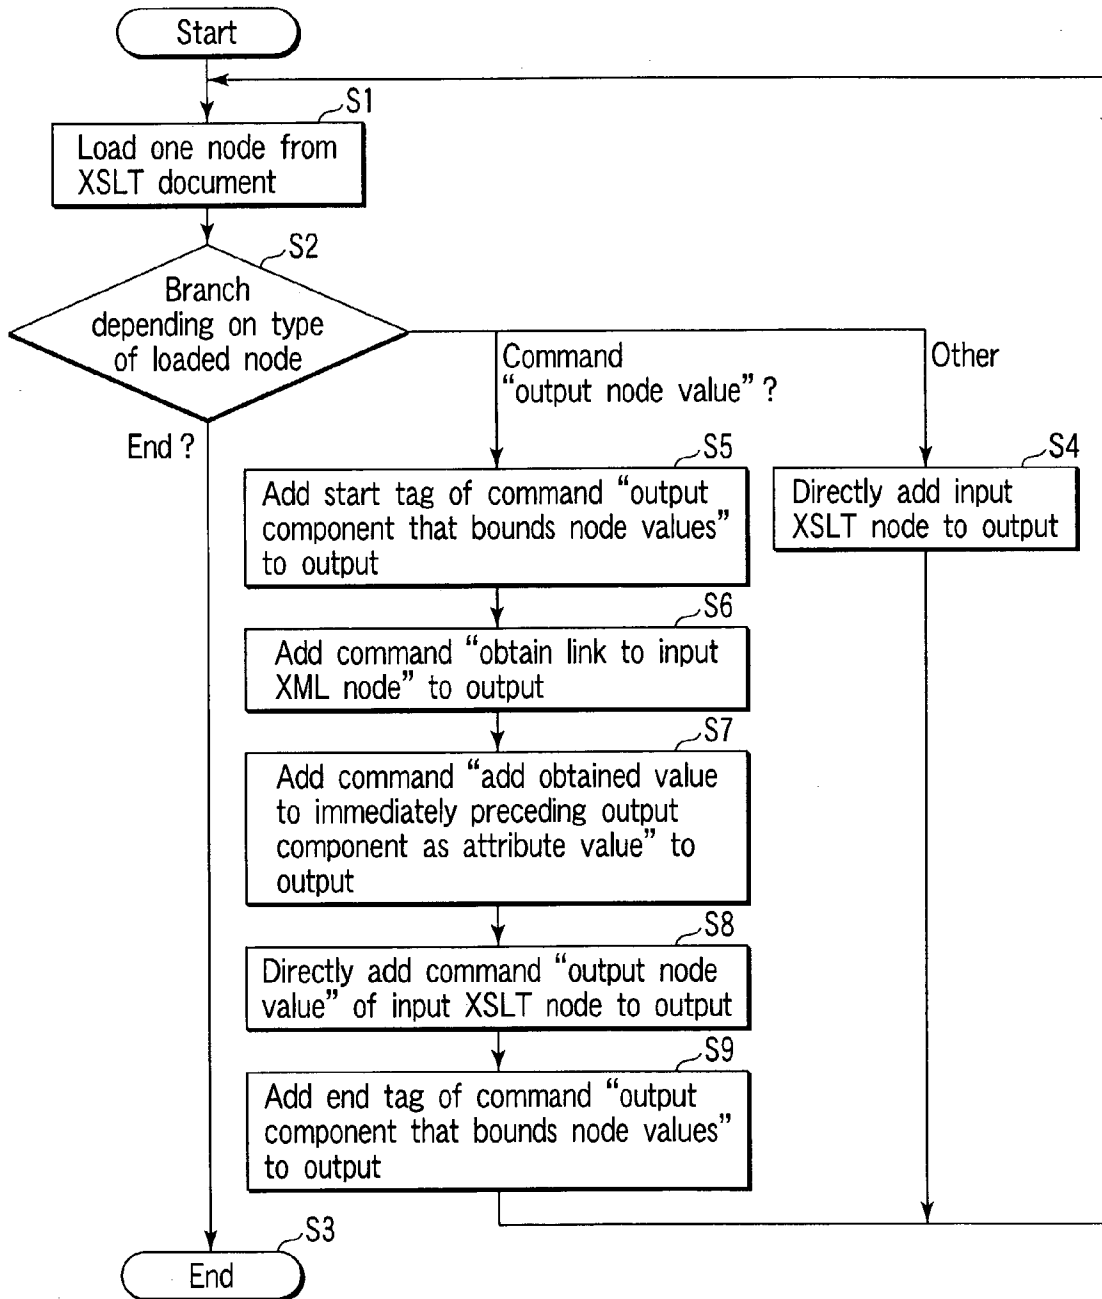 Start
S1
Load one node from
XSLT document
S2
Branch
depending on type
of loaded node
Command
“output node value” ?
Other
End ?
S5
Add start tag of command “output
component that bounds node values”
to output
S4
Directly add input
XSLT node to output
S6
Add command “obtain link to input
XML node” to output
S7
Add command “add obtained value
to immediately preceding output
component as attribute value” to
output
S8
Directly add command “output node
value” of input XSLT node to output
S9
Add end tag of command “output
component that bounds node values”
to output
S3
End